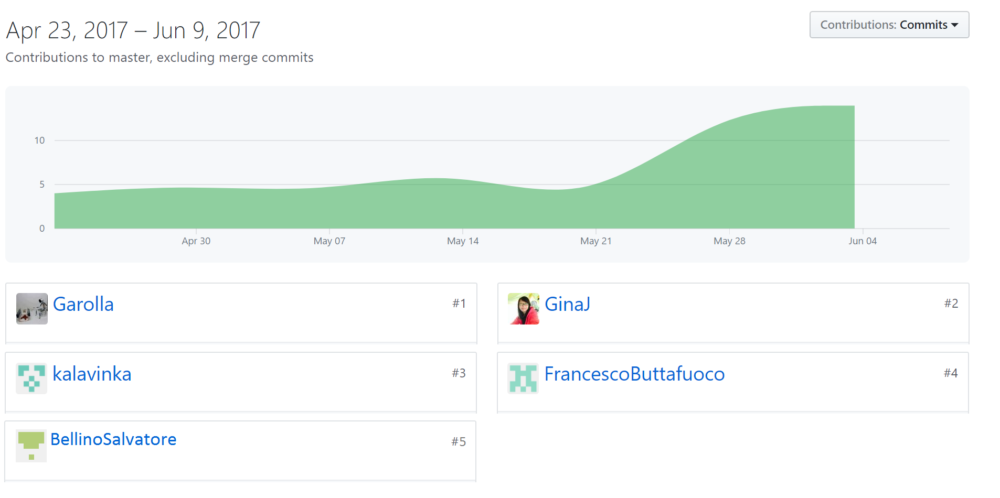 Apr 23, 2017 – Jun 9, 2017
Contributions: Commits
Contributions to master, excluding merge commits
10
5
0
Apr 30 May 07 May 14 May 21 May 28 Jun 04
Garolla #1
GinaJ #2
kalavinka #3
FrancescoButtafuoco #4
BellinoSalvatore #5